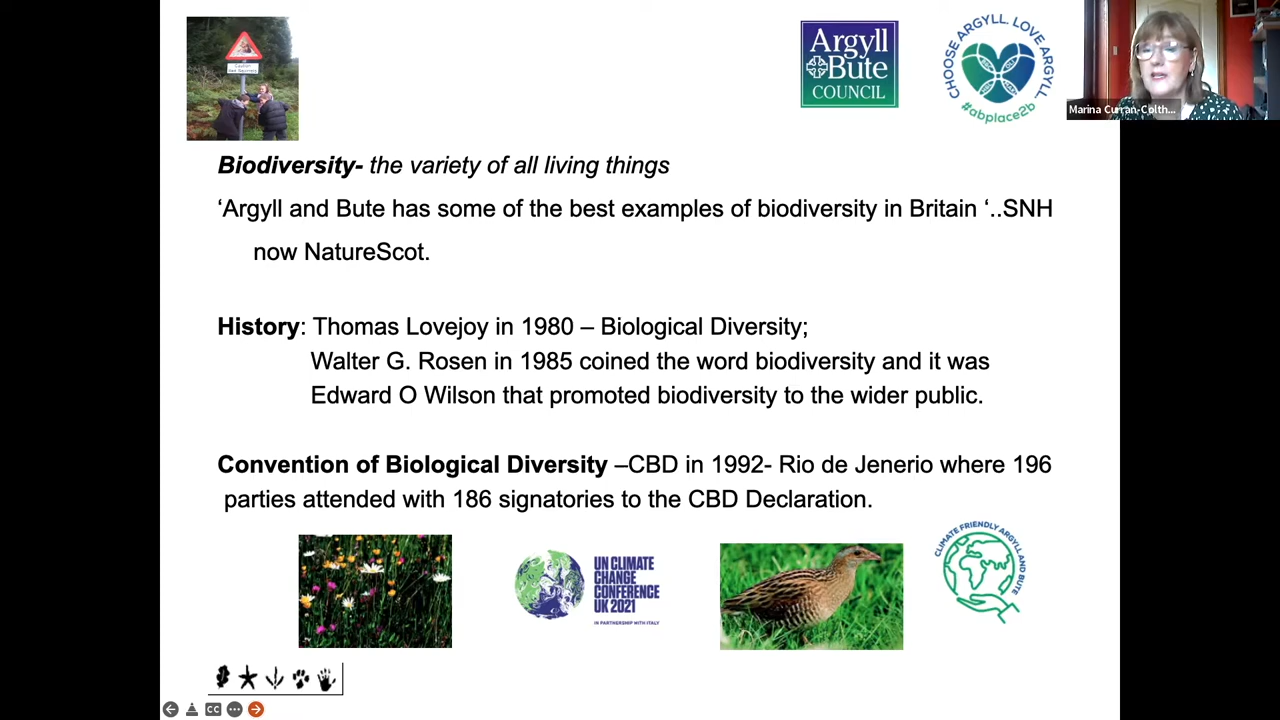 Argyll
Bute
COUNCIL
CHOOSE ARGYLL. LOVE ARGYLL.
#abplace2b
Marina Curran-Colth...
Biodiversity- the variety of all living things
‘Argyll and Bute has some of the best examples of biodiversity in Britain ‘..SNH
now NatureScot.
History: Thomas Lovejoy in 1980 – Biological Diversity;
Walter G. Rosen in 1985 coined the word biodiversity and it was
Edward O Wilson that promoted biodiversity to the wider public.
Convention of Biological Diversity –CBD in 1992- Rio de Jenerio where 196
parties attended with 186 signatories to the CBD Declaration.
UN CLIMATE
CHANGE
CONFERENCE
UK 2021
IN PARTNERSHIP WITH ITALY
CLIMATE FRIENDLY ARGYLL AND BUTE
CC